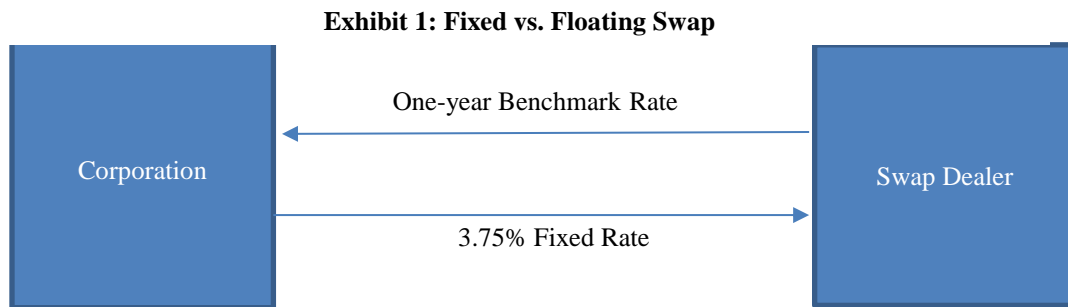 Exhibit 1: Fixed vs. Floating Swap
One-year Benchmark Rate
Corporation
Swap Dealer
3.75% Fixed Rate